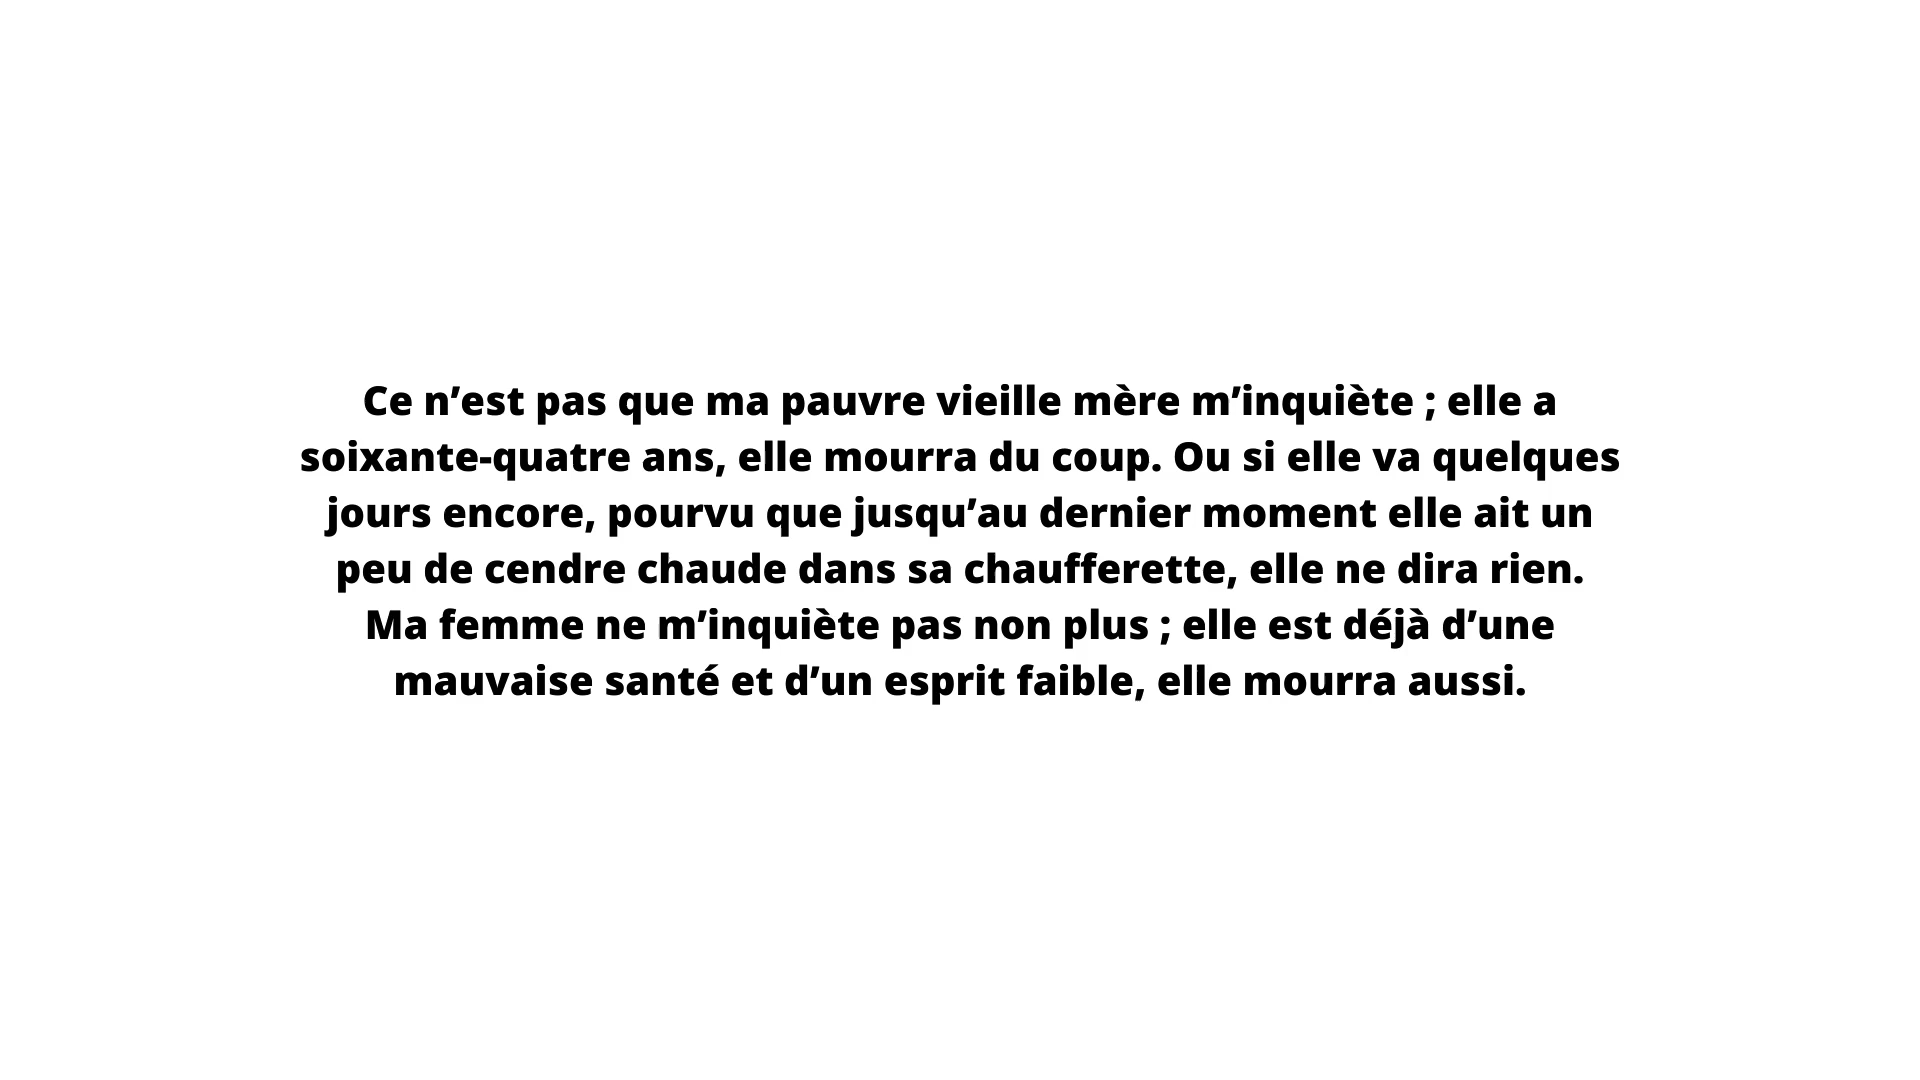 Ce n’est pas que ma pauvre vieille mère m’inquiète ; elle a
soixante-quatre ans, elle mourra du coup. Ou si elle va quelques
jours encore, pourvu que jusqu’au dernier moment elle ait un
peu de cendre chaude dans sa chaufferette, elle ne dira rien.
Ma femme ne m’inquiète pas non plus ; elle est déjà d’une
mauvaise santé et d’un esprit faible, elle mourra aussi.